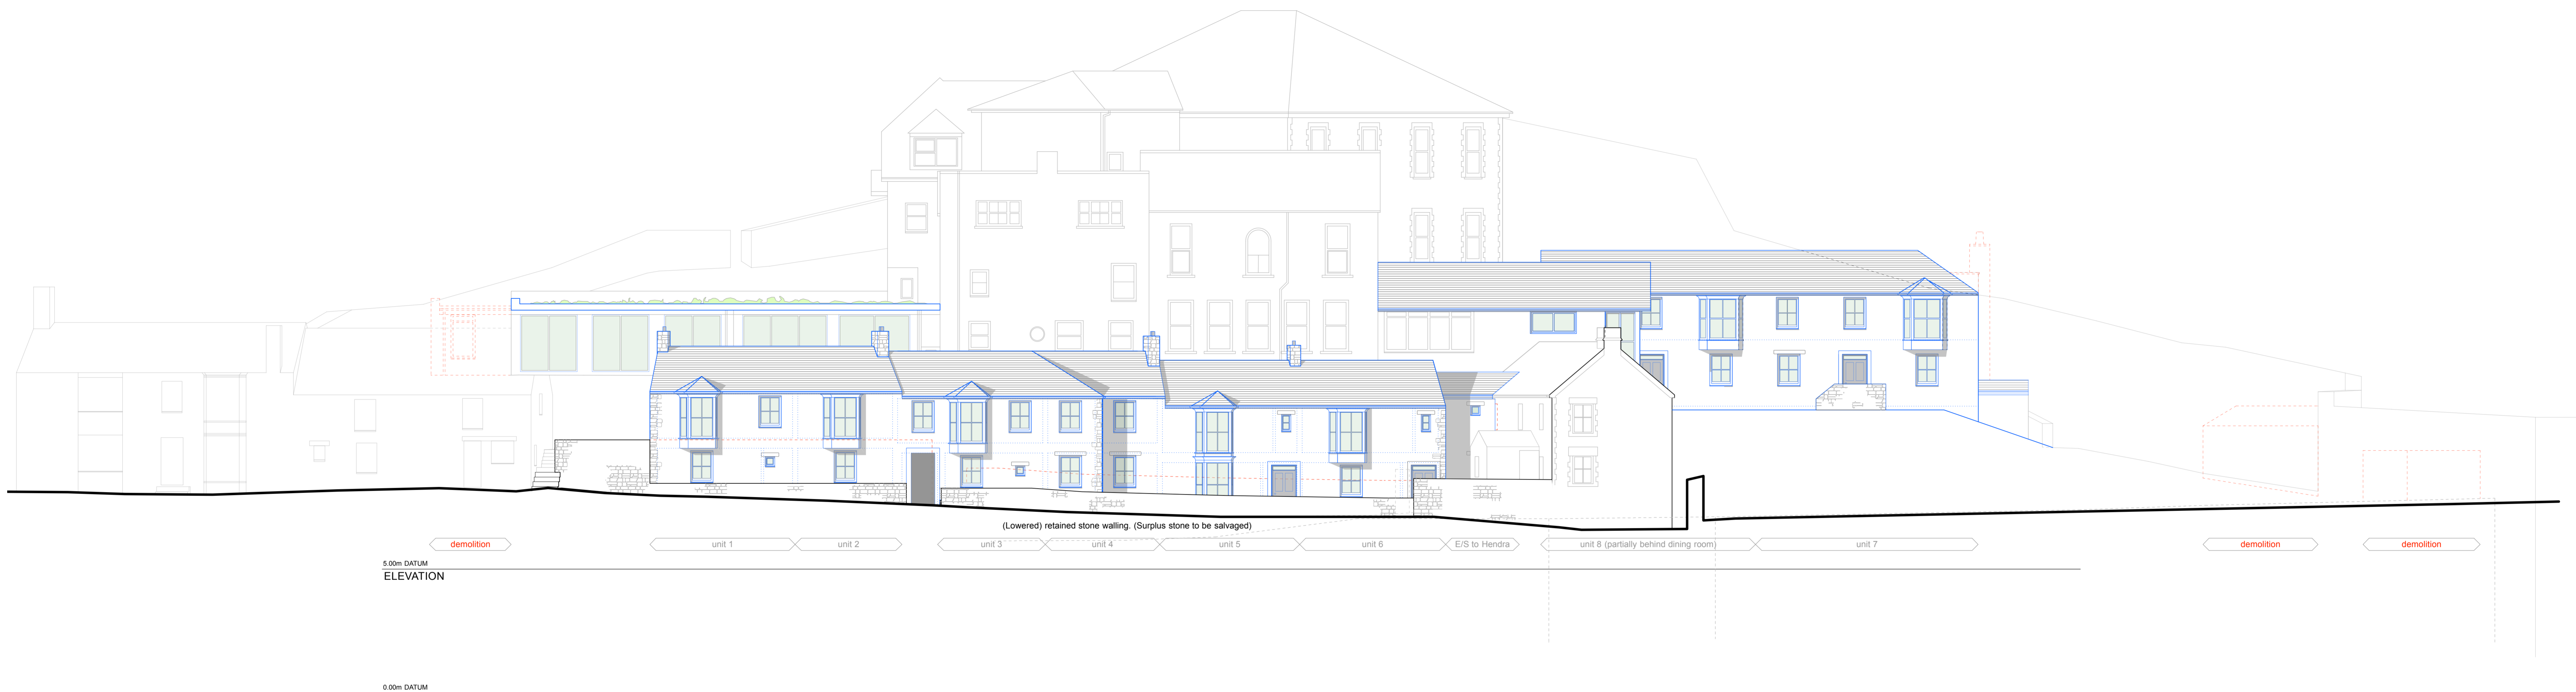 (Lowered) retained stone walling. (Surplus stone to be salvaged)
demolition
unit 1
unit 2
unit 3
unit 4
unit 5
unit 6
E/S to Hendra
unit 8 (partially behind dining room)
unit 7
demolition
demolition
5.00m DATUM
ELEVATION
0.00m DATUM